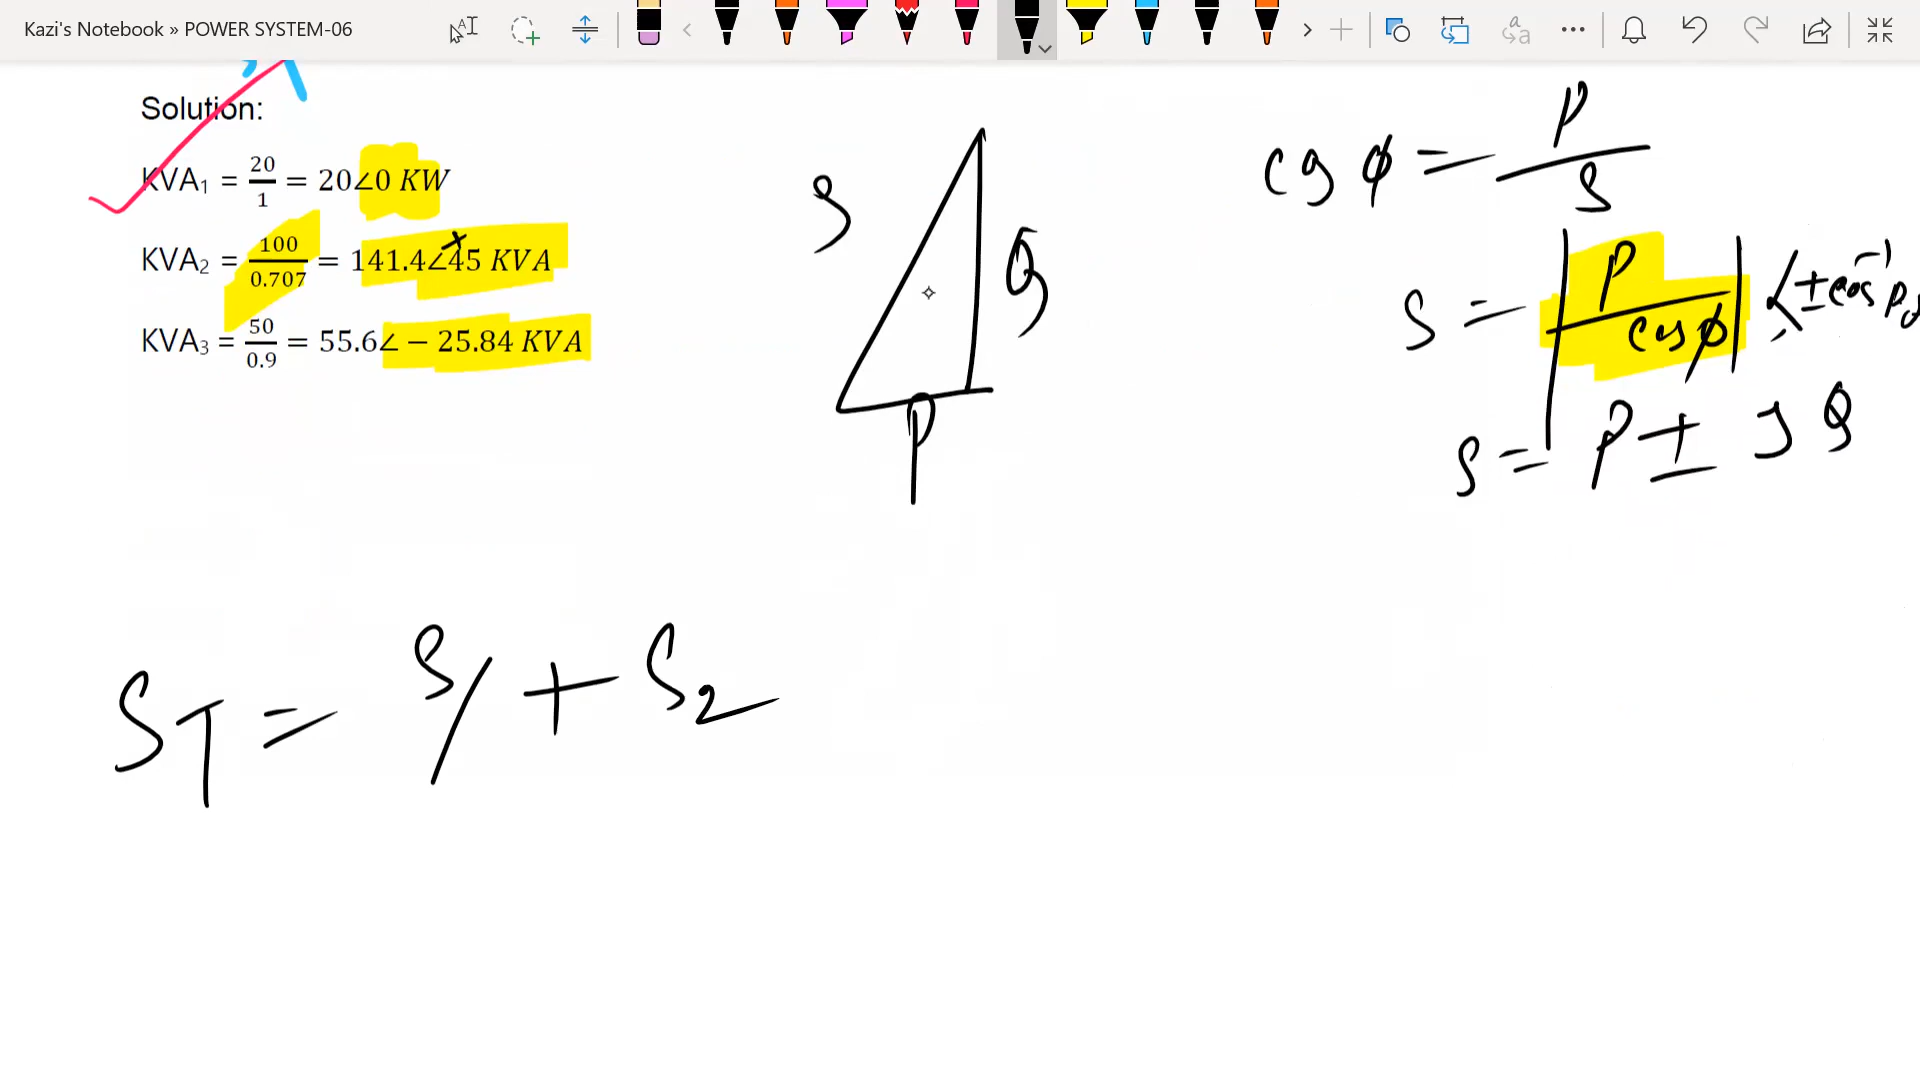 Kazi's Notebook » POWER SYSTEM-06
Solution:
KVA₁ = 20/1 = 20∠0 KW
KVA₂ = 100/0.707 = 141.4∠45 KVA
KVA₃ = 50/0.9 = 55.6∠ − 25.84 KVA
S
Q
P
cos φ = P/S
S = |P/cos φ| ∠±cos⁻¹ Pf
S = P ± J Q
S_T = S₁ + S₂